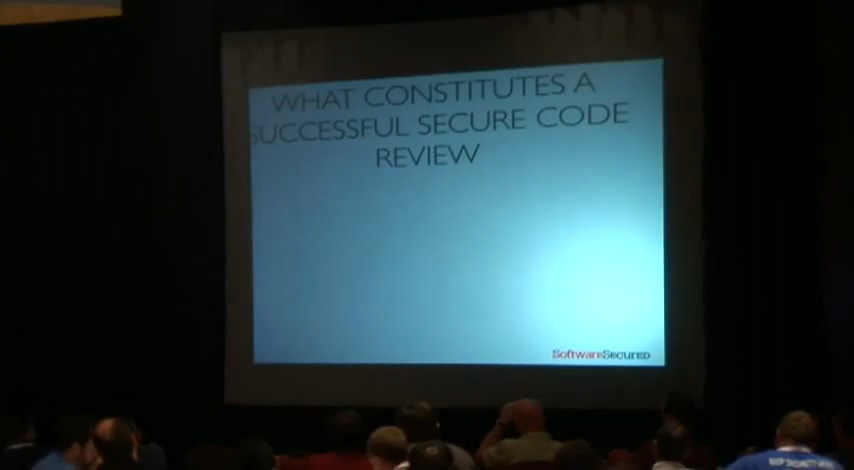 WHAT CONSTITUTES A
SUCCESSFUL SECURE CODE
REVIEW
SoftwareSecured